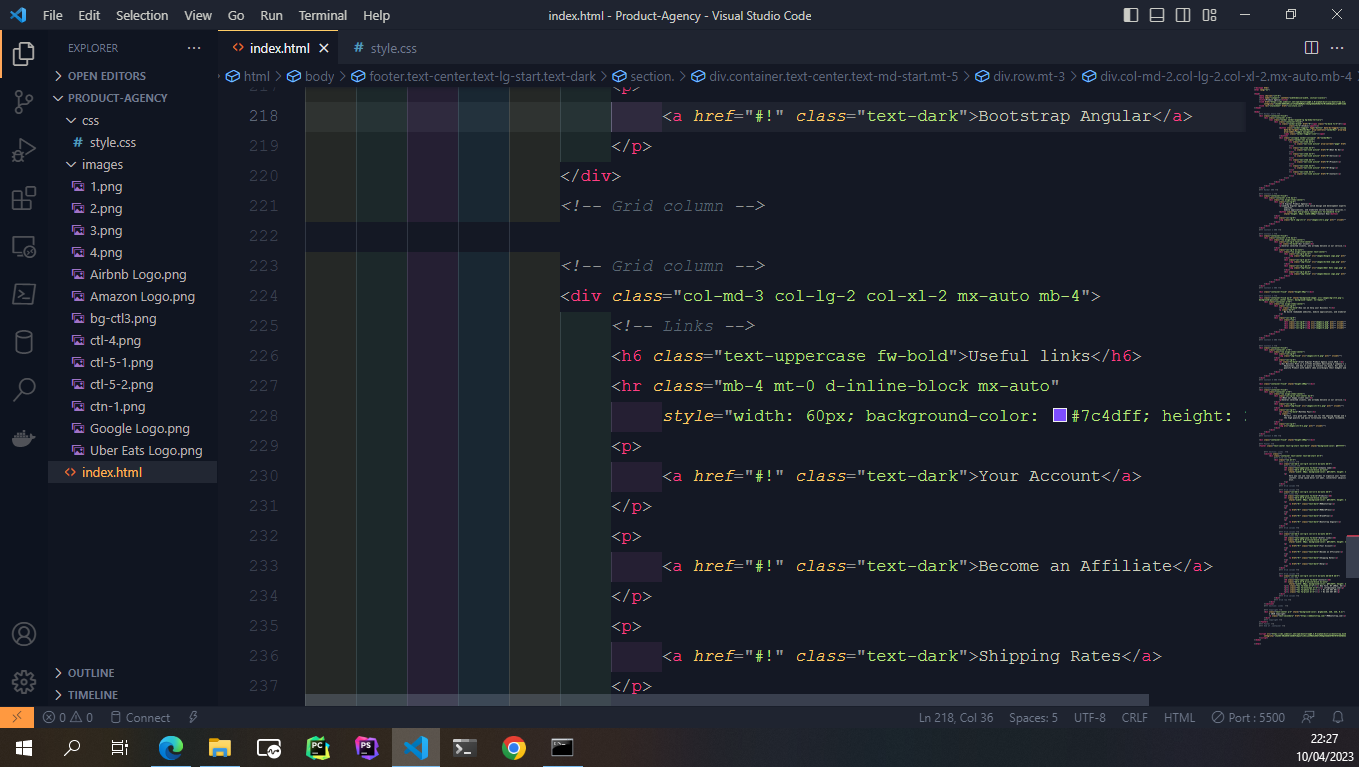 File Edit Selection View Go Run Terminal Help
index.html - Product-Agency - Visual Studio Code
EXPLORER
index.html
style.css
OPEN EDITORS
PRODUCT-AGENCY
css
style.css
images
1.png
2.png
3.png
4.png
Airbnb Logo.png
Amazon Logo.png
bg-ctl3.png
ctl-4.png
ctl-5-1.png
ctl-5-2.png
ctn-1.png
Google Logo.png
Uber Eats Logo.png
index.html
OUTLINE
TIMELINE
html > body > footer.text-center.text-lg-start.text-dark > section. > div.container.text-center.text-md-start.mt-5 > div.row.mt-3 > div.col-md-2.col-lg-2.col-xl-2.mx-auto.mb-4 >
217 <p>
218 <a href="#!" class="text-dark">Bootstrap Angular</a>
219 </p>
220 </div>
221 <!-- Grid column -->
222
223 <!-- Grid column -->
224 <div class="col-md-3 col-lg-2 col-xl-2 mx-auto mb-4">
225 <!-- Links -->
226 <h6 class="text-uppercase fw-bold">Useful links</h6>
227 <hr class="mb-4 mt-0 d-inline-block mx-auto"
228 style="width: 60px; background-color: #7c4dff; height:
229 <p>
230 <a href="#!" class="text-dark">Your Account</a>
231 </p>
232 <p>
233 <a href="#!" class="text-dark">Become an Affiliate</a>
234 </p>
235 <p>
236 <a href="#!" class="text-dark">Shipping Rates</a>
237 </p>
0 0 Connect
Ln 218, Col 36 Spaces: 5 UTF-8 CRLF HTML Port : 5500
PC
PS
22:27
10/04/2023